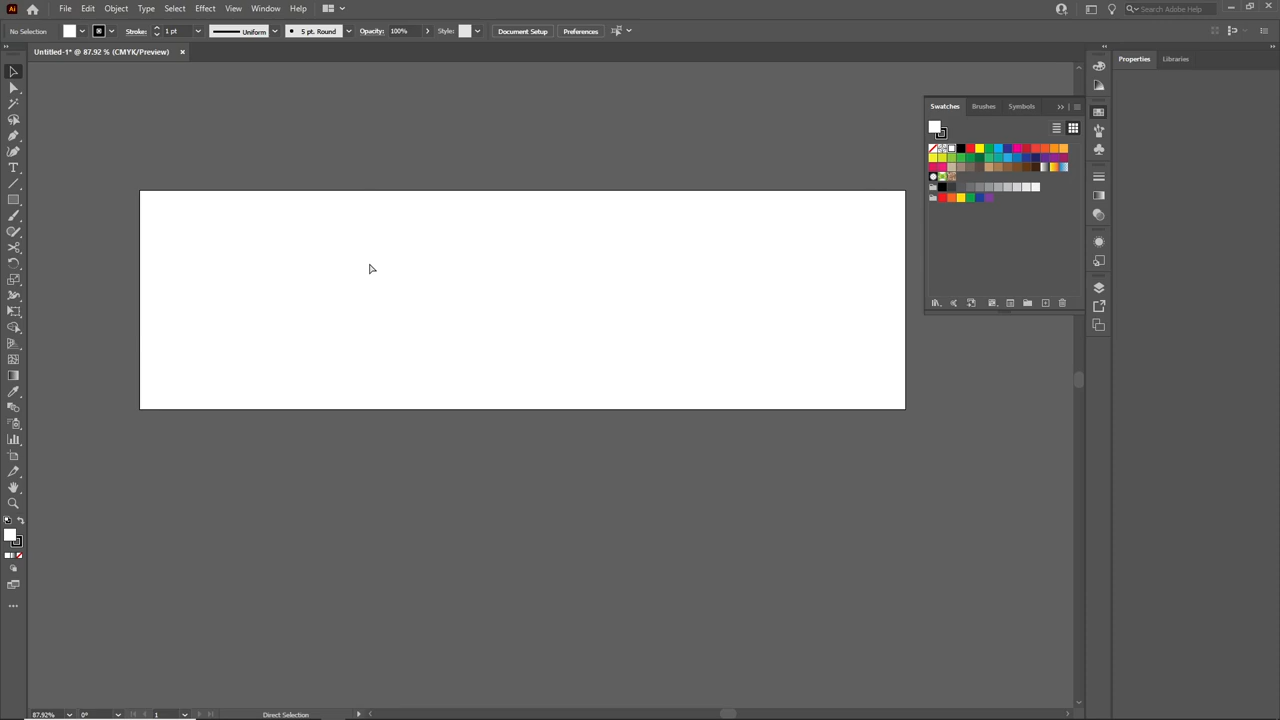 Ai File Edit Object Type Select Effect View Window Help Search Adobe Help
No Selection Stroke: 1 pt Uniform 5 pt. Round Opacity: 100% Style: Document Setup Preferences
Untitled-1* @ 87.92 % (CMYK/Preview) ×
Properties Libraries
Swatches Brushes Symbols
87.92% 0° 1 Direct Selection